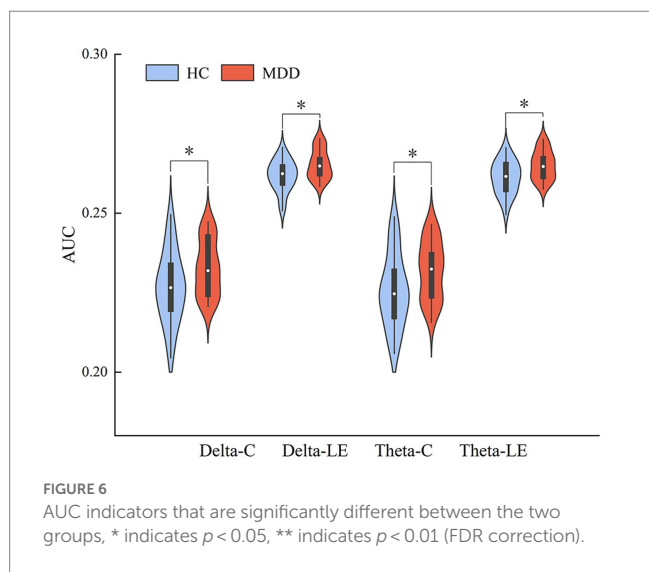 0.30
HC MDD
* *
* *
0.25
AUC
0.20
Delta-C Delta-LE Theta-C Theta-LE
FIGURE 6
AUC indicators that are significantly different between the two
groups, * indicates p < 0.05, ** indicates p < 0.01 (FDR correction).